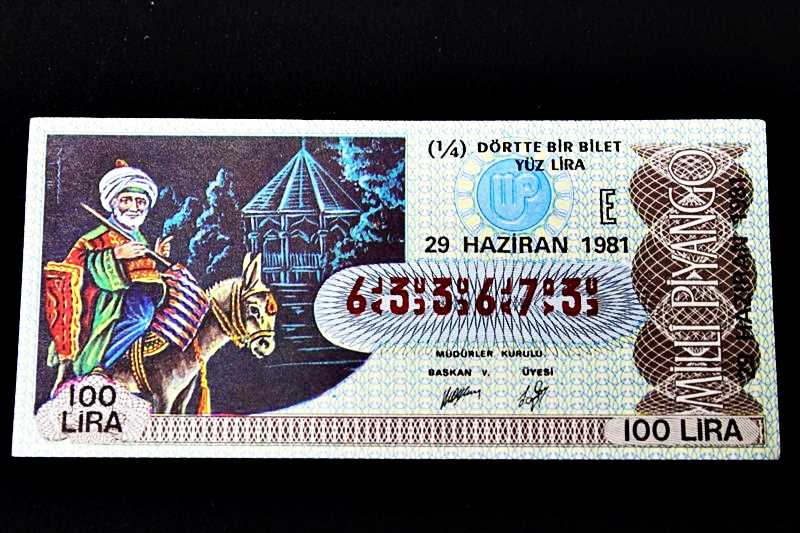 (¼) DÖRTTE BİR BİLET
YÜZ LİRA
E
29 HAZİRAN 1981
6 3 3 6 7 3
MÜDÜRLER KURULU
BAŞKAN V. ÜYESİ
100
LİRA
100 LİRA
MİLLİ PİYANGO